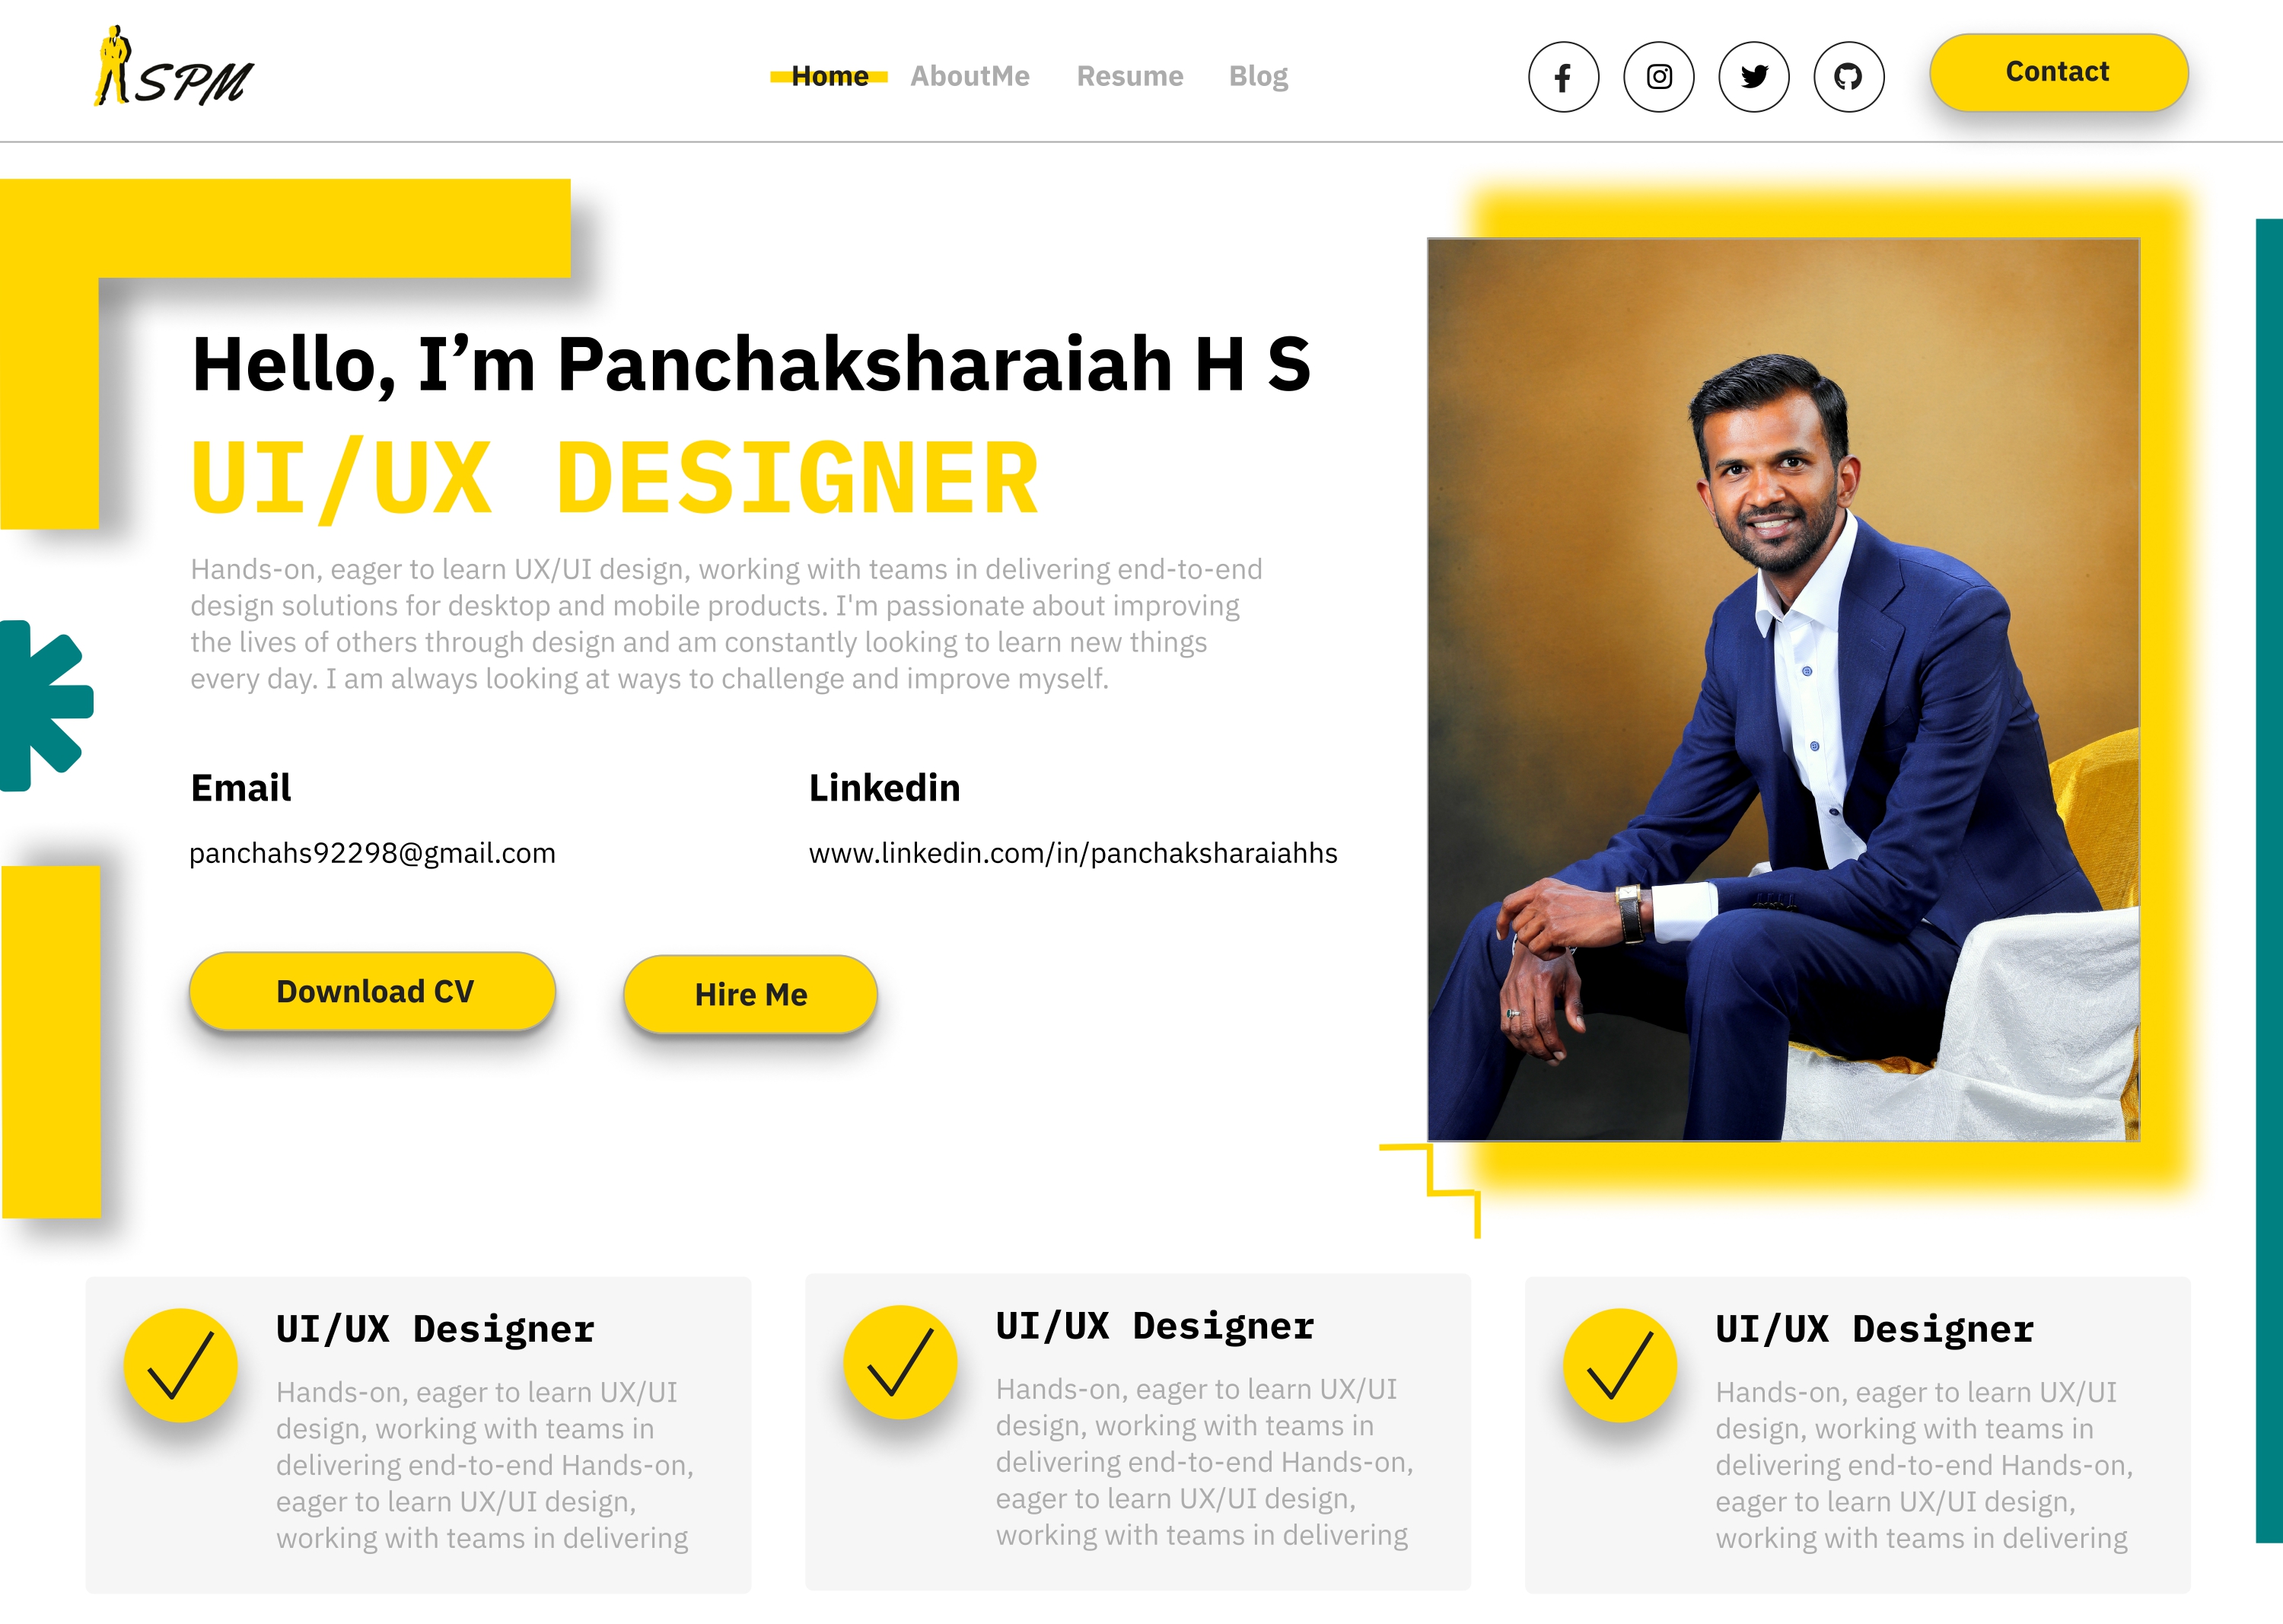 SPM
Home AboutMe Resume Blog
Contact
Hello, I’m Panchaksharaiah H S
UI/UX DESIGNER
Hands-on, eager to learn UX/UI design, working with teams in delivering end-to-end
design solutions for desktop and mobile products. I'm passionate about improving
the lives of others through design and am constantly looking to learn new things
every day. I am always looking at ways to challenge and improve myself.
Email
panchahs92298@gmail.com
Linkedin
www.linkedin.com/in/panchaksharaiahhs
Download CV
Hire Me
UI/UX Designer
Hands-on, eager to learn UX/UI
design, working with teams in
delivering end-to-end Hands-on,
eager to learn UX/UI design,
working with teams in delivering
UI/UX Designer
Hands-on, eager to learn UX/UI
design, working with teams in
delivering end-to-end Hands-on,
eager to learn UX/UI design,
working with teams in delivering
UI/UX Designer
Hands-on, eager to learn UX/UI
design, working with teams in
delivering end-to-end Hands-on,
eager to learn UX/UI design,
working with teams in delivering